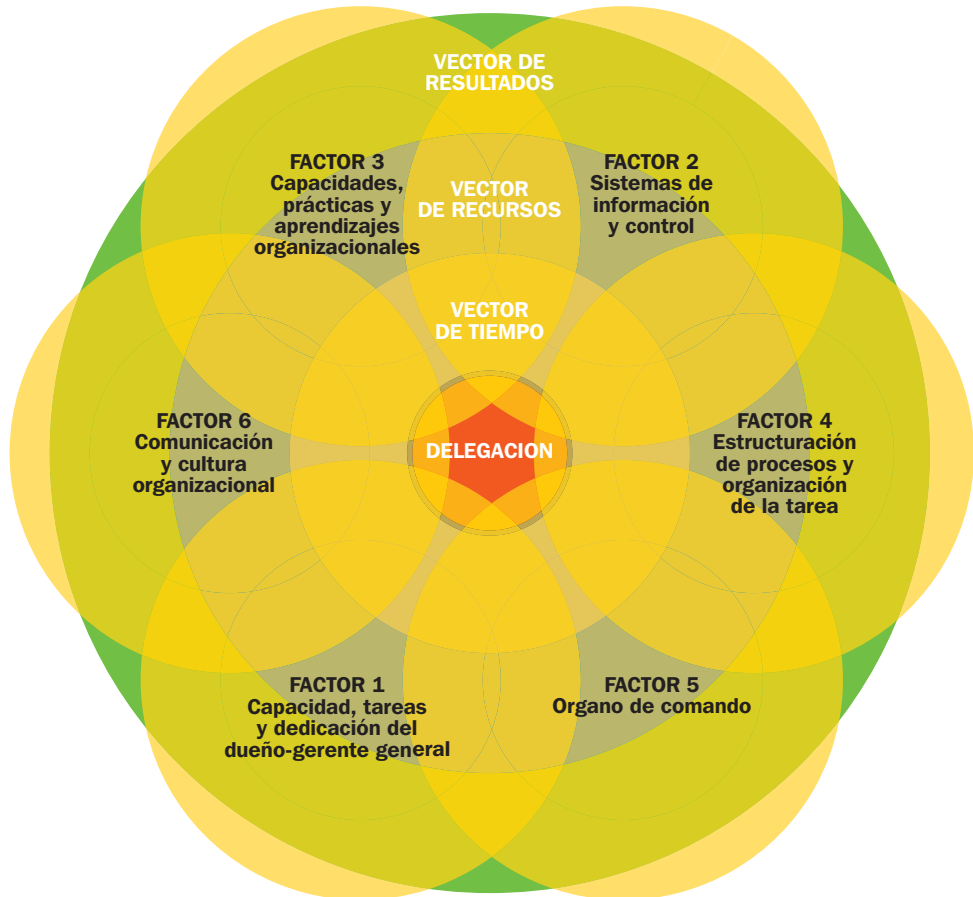 VECTOR DE
RESULTADOS
FACTOR 3
Capacidades,
prácticas y
aprendizajes
organizacionales
VECTOR
DE RECURSOS
FACTOR 2
Sistemas de
información
y control
VECTOR
DE TIEMPO
FACTOR 6
Comunicación
y cultura
organizacional
DELEGACION
FACTOR 4
Estructuración
de procesos y
organización
de la tarea
FACTOR 1
Capacidad, tareas
y dedicación del
dueño-gerente general
FACTOR 5
Organo de comando